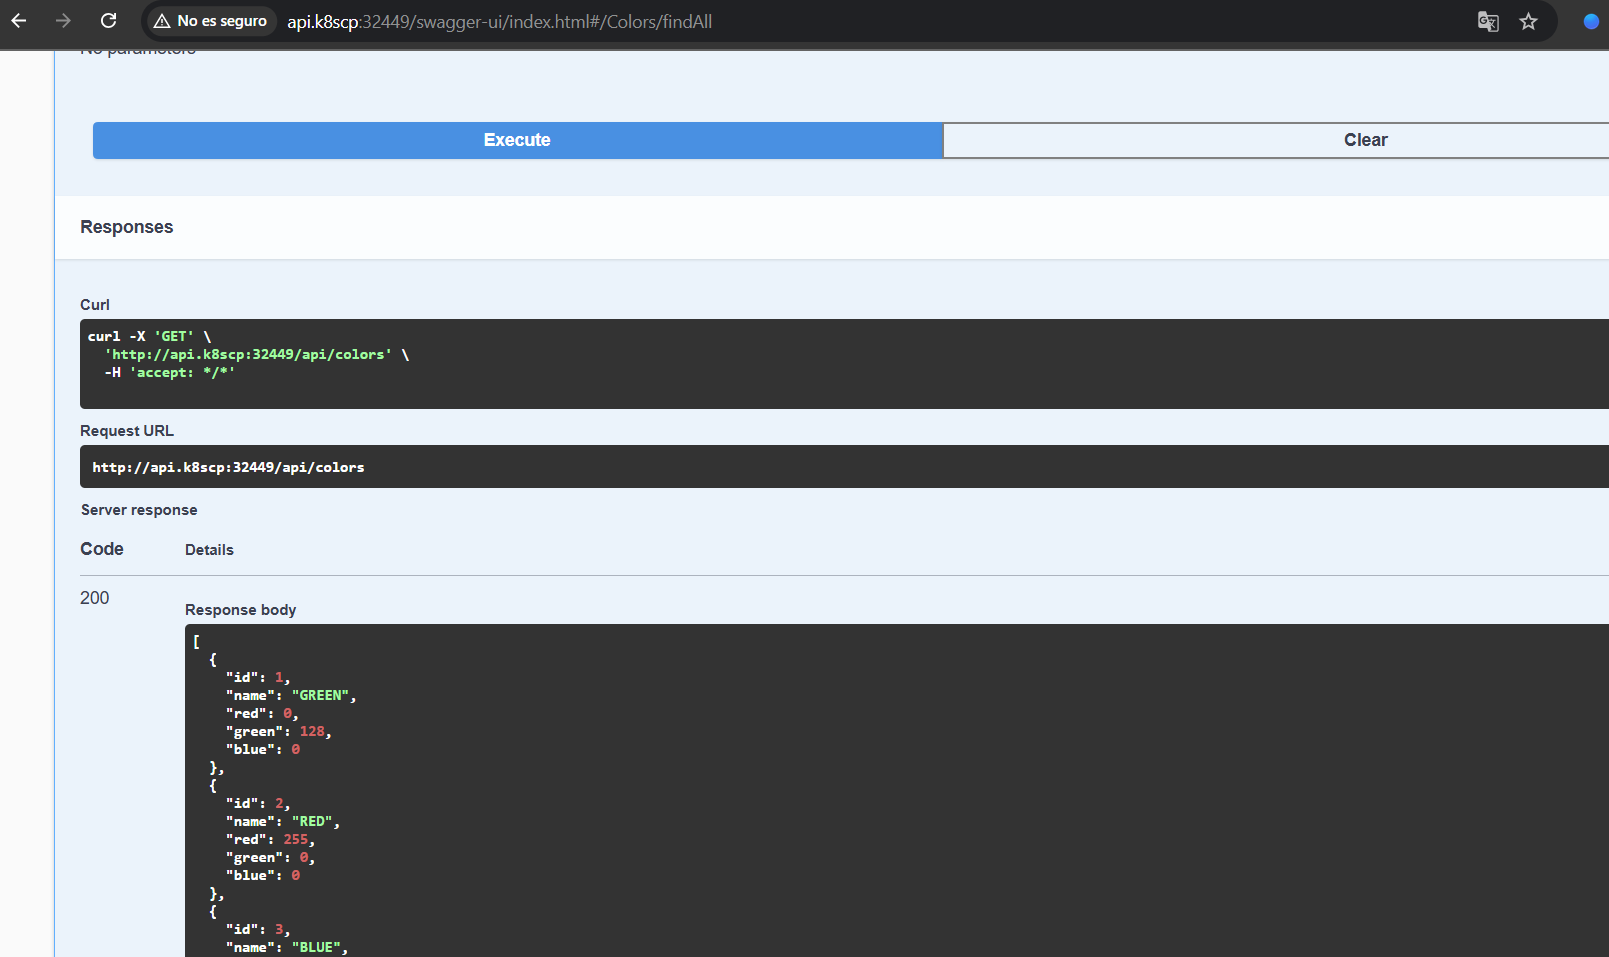 No es seguro api.k8scp:32449/swagger-ui/index.html#/Colors/findAll
No parameters
Execute Clear
Responses
Curl
curl -X 'GET' \
'http://api.k8scp:32449/api/colors' \
-H 'accept: */*'
Request URL
http://api.k8scp:32449/api/colors
Server response
Code Details
200
Response body
[
{
"id": 1,
"name": "GREEN",
"red": 0,
"green": 128,
"blue": 0
},
{
"id": 2,
"name": "RED",
"red": 255,
"green": 0,
"blue": 0
},
{
"id": 3,
"name": "BLUE",